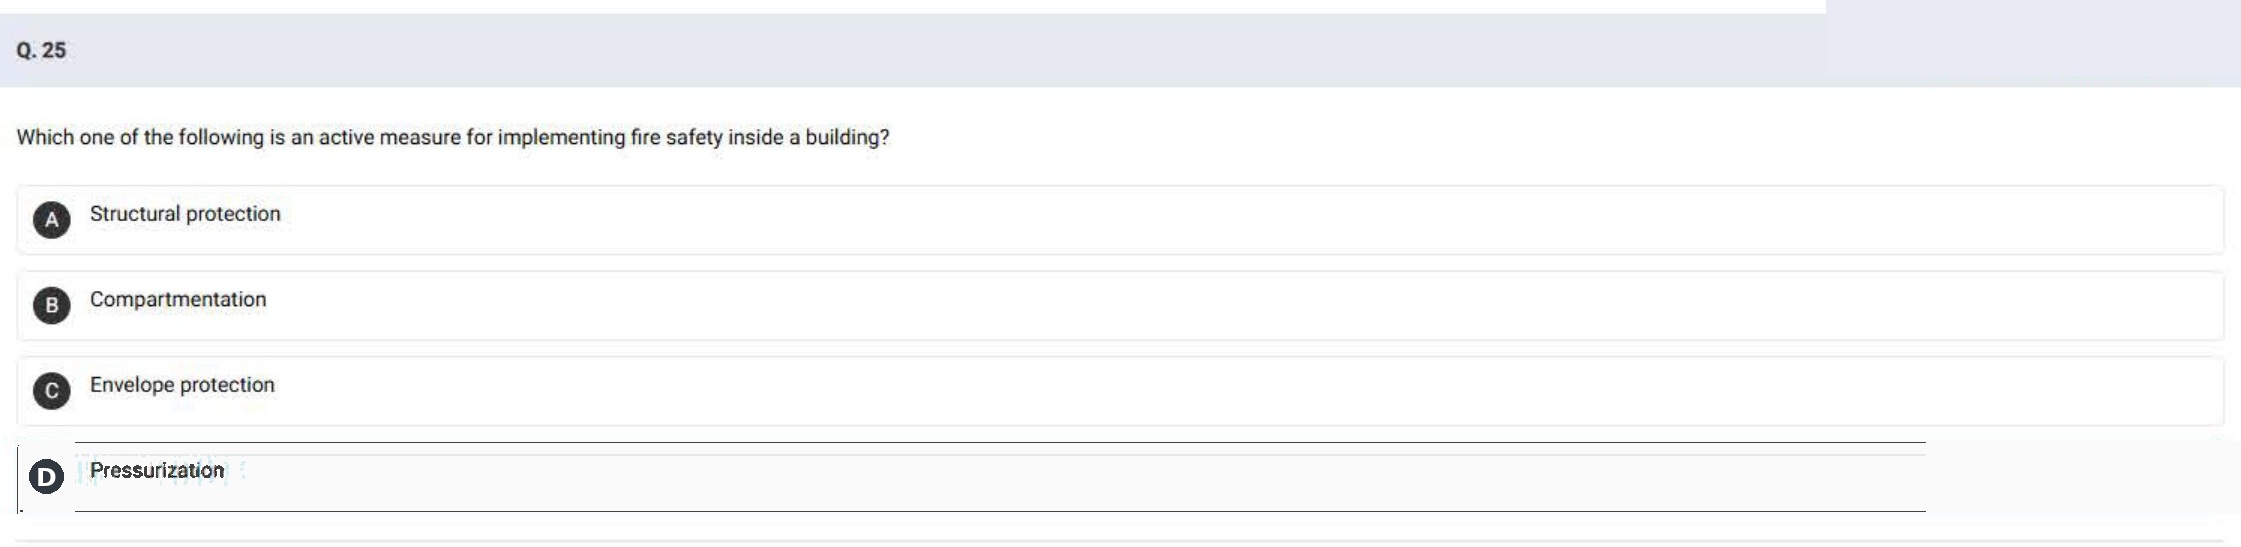 Q. 25
Which one of the following is an active measure for implementing fire safety inside a building?
A Structural protection
B Compartmentation
C Envelope protection
D Pressurization